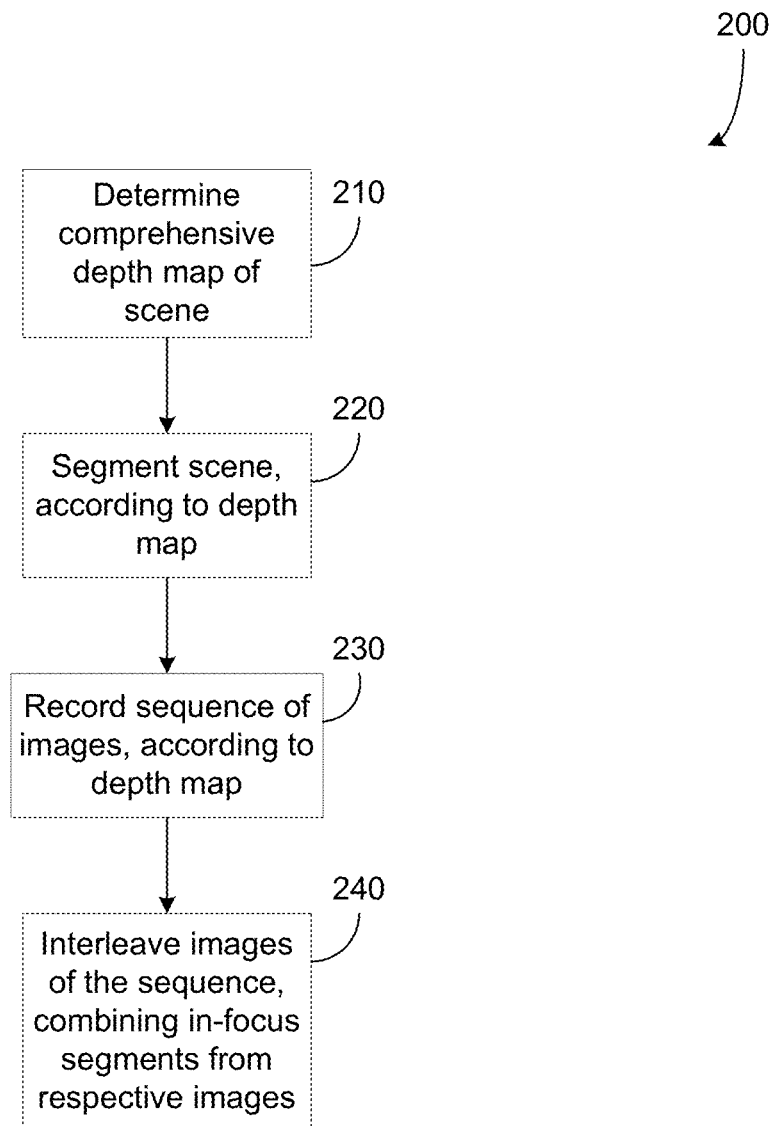 200
Determine
comprehensive
depth map of
scene
210
Segment scene,
according to depth
map
220
Record sequence of
images, according to
depth map
230
Interleave images
of the sequence,
combining in-focus
segments from
respective images
240